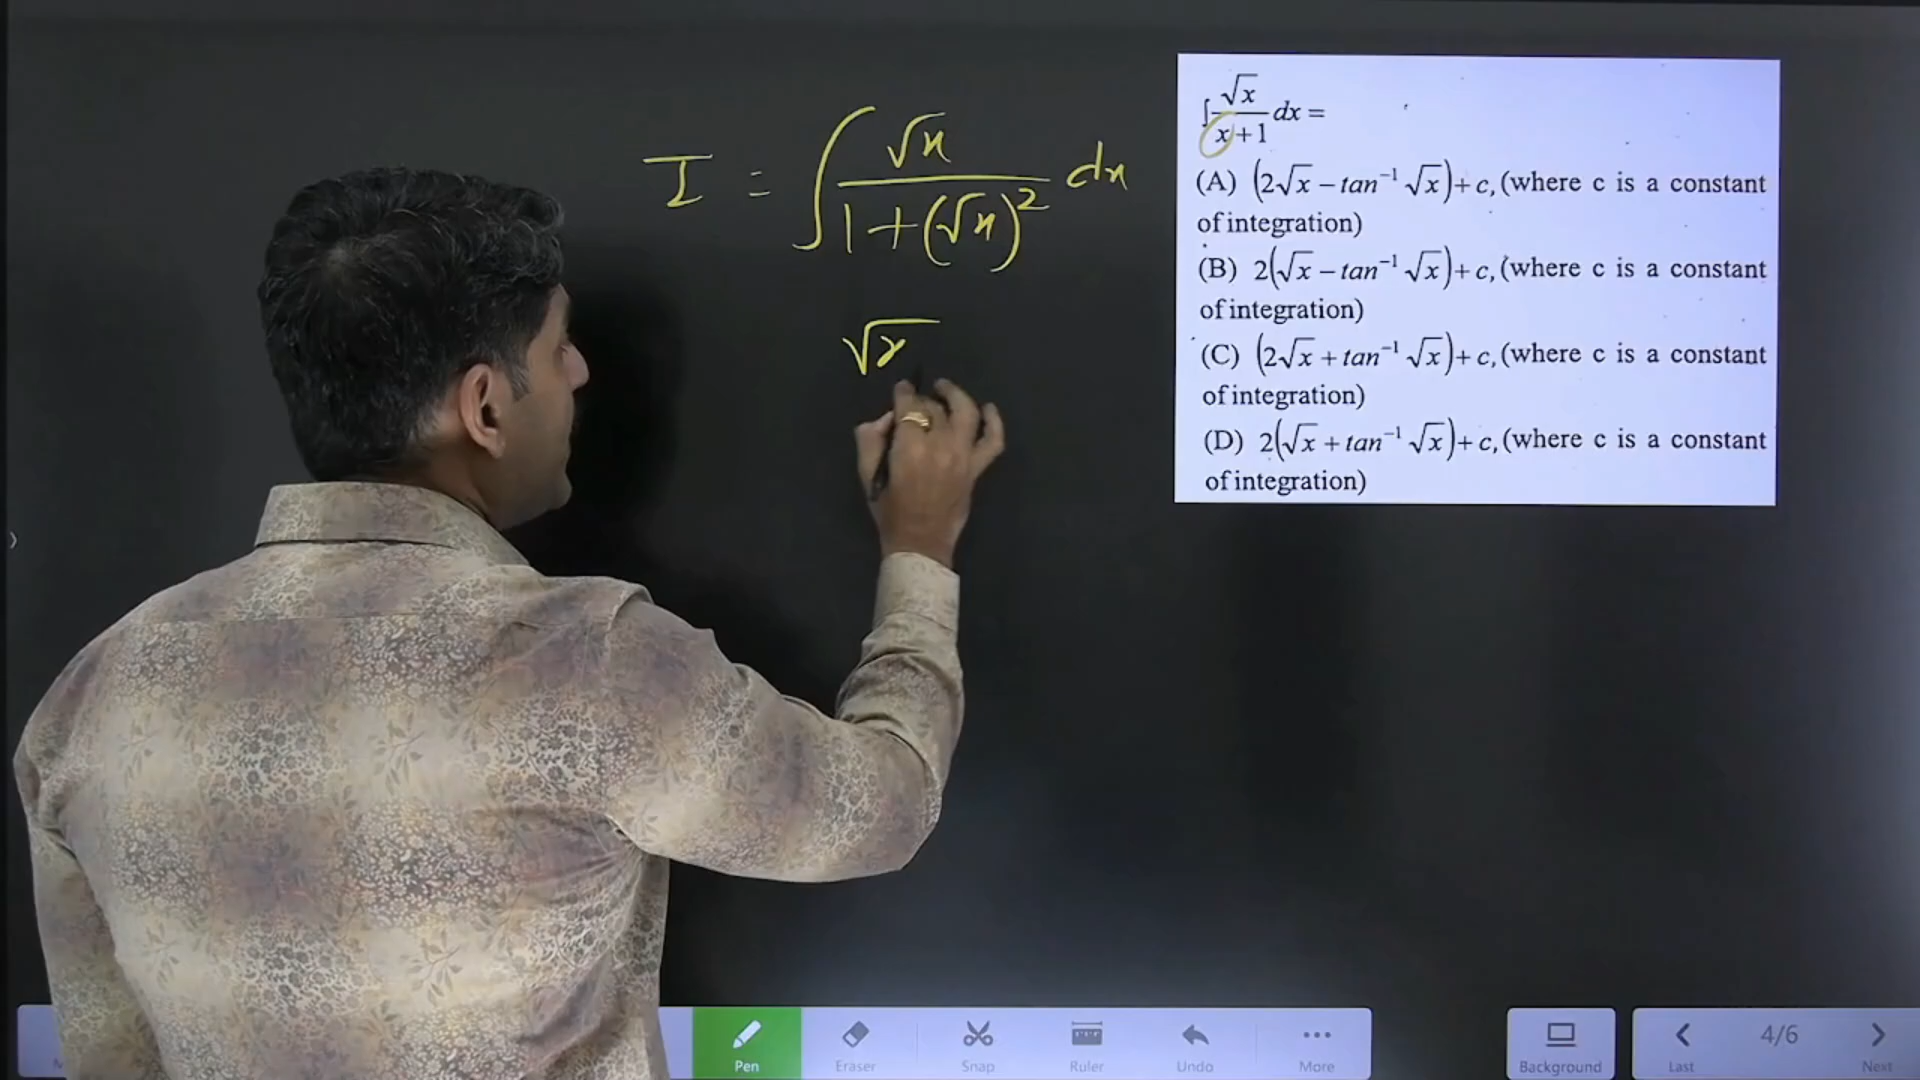 I = ∫ √x / 1+(√x)² dx
√x
∫ √x / x+1 dx =
(A) (2√x − tan⁻¹ √x) + c, (where c is a constant
of integration)
(B) 2(√x − tan⁻¹ √x) + c, (where c is a constant
of integration)
(C) (2√x + tan⁻¹ √x) + c, (where c is a constant
of integration)
(D) 2(√x + tan⁻¹ √x) + c, (where c is a constant
of integration)
4/6
Pen Eraser Snap Ruler Undo More Background Last Next